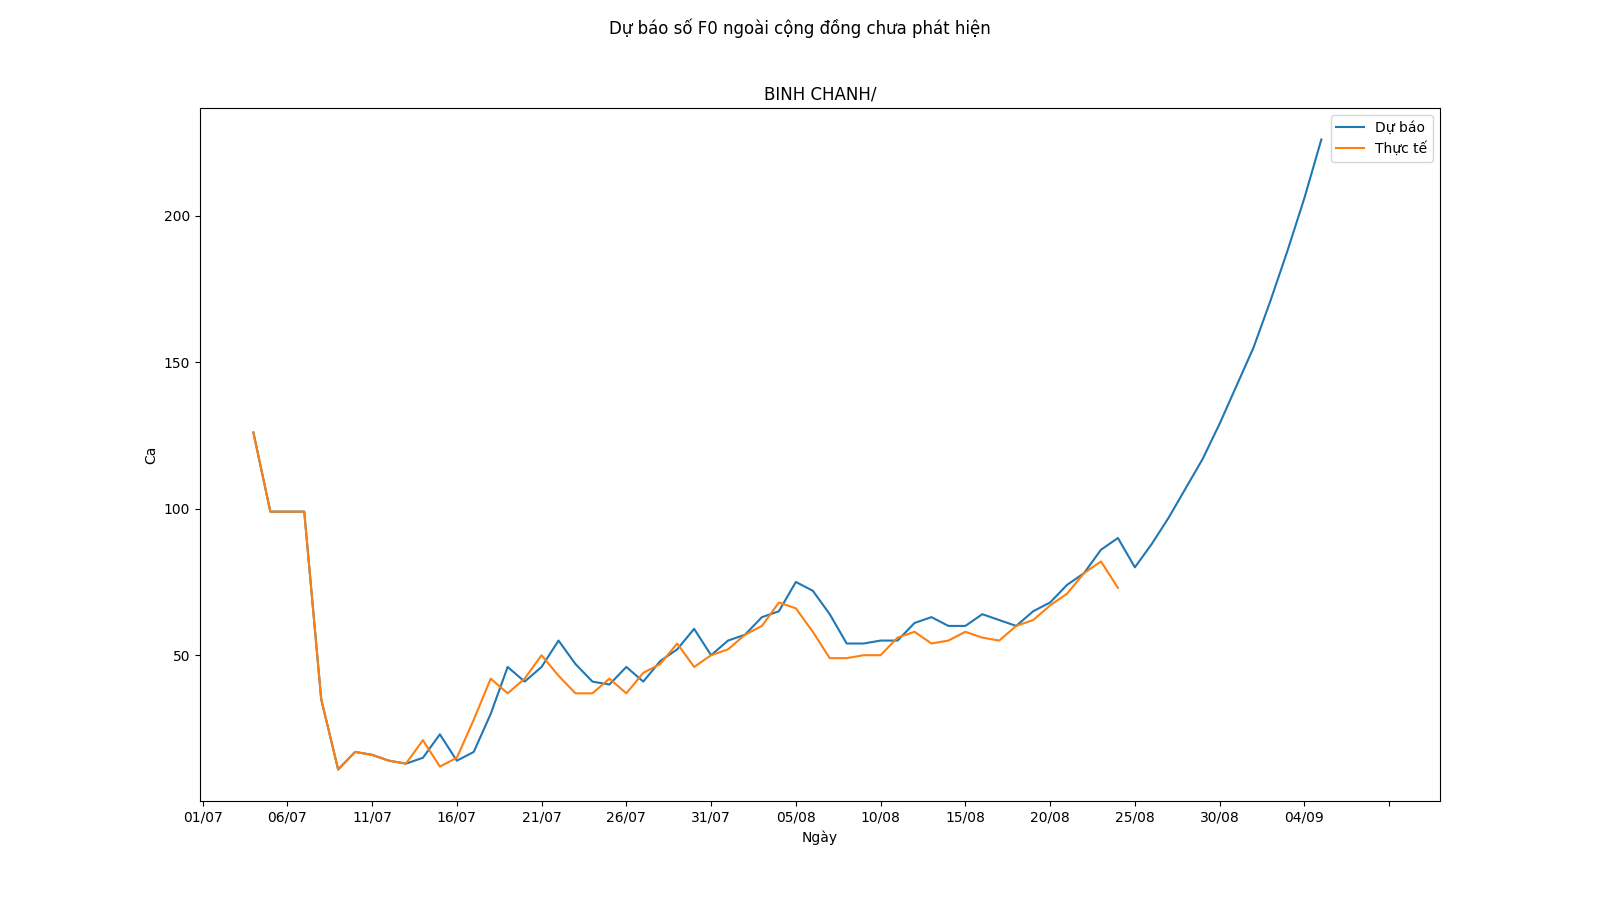 Dự báo số F0 ngoài cộng đồng chưa phát hiện
BINH CHANH/
Dự báo
Thực tế
200
150
100
50
Ca
01/07 06/07 11/07 16/07 21/07 26/07 31/07 05/08 10/08 15/08 20/08 25/08 30/08 04/09
Ngày